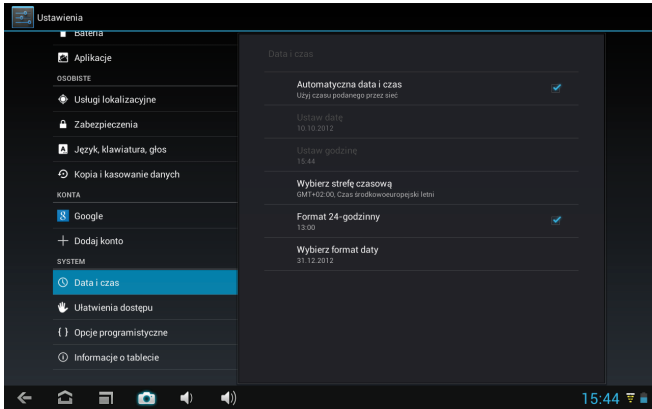 Ustawienia
Bateria
Aplikacje
OSOBISTE
Usługi lokalizacyjne
Zabezpieczenia
A Język, klawiatura, głos
Kopia i kasowanie danych
KONTA
8 Google
Dodaj konto
SYSTEM
Data i czas
Ułatwienia dostępu
{ } Opcje programistyczne
Informacje o tablecie
Data i czas
Automatyczna data i czas
Użyj czasu podanego przez sieć
Ustaw datę
10.10.2012
Ustaw godzinę
15:44
Wybierz strefę czasową
GMT+02:00, Czas środkowoeuropejski letni
Format 24-godzinny
13:00
Wybierz format daty
31.12.2012
15:44